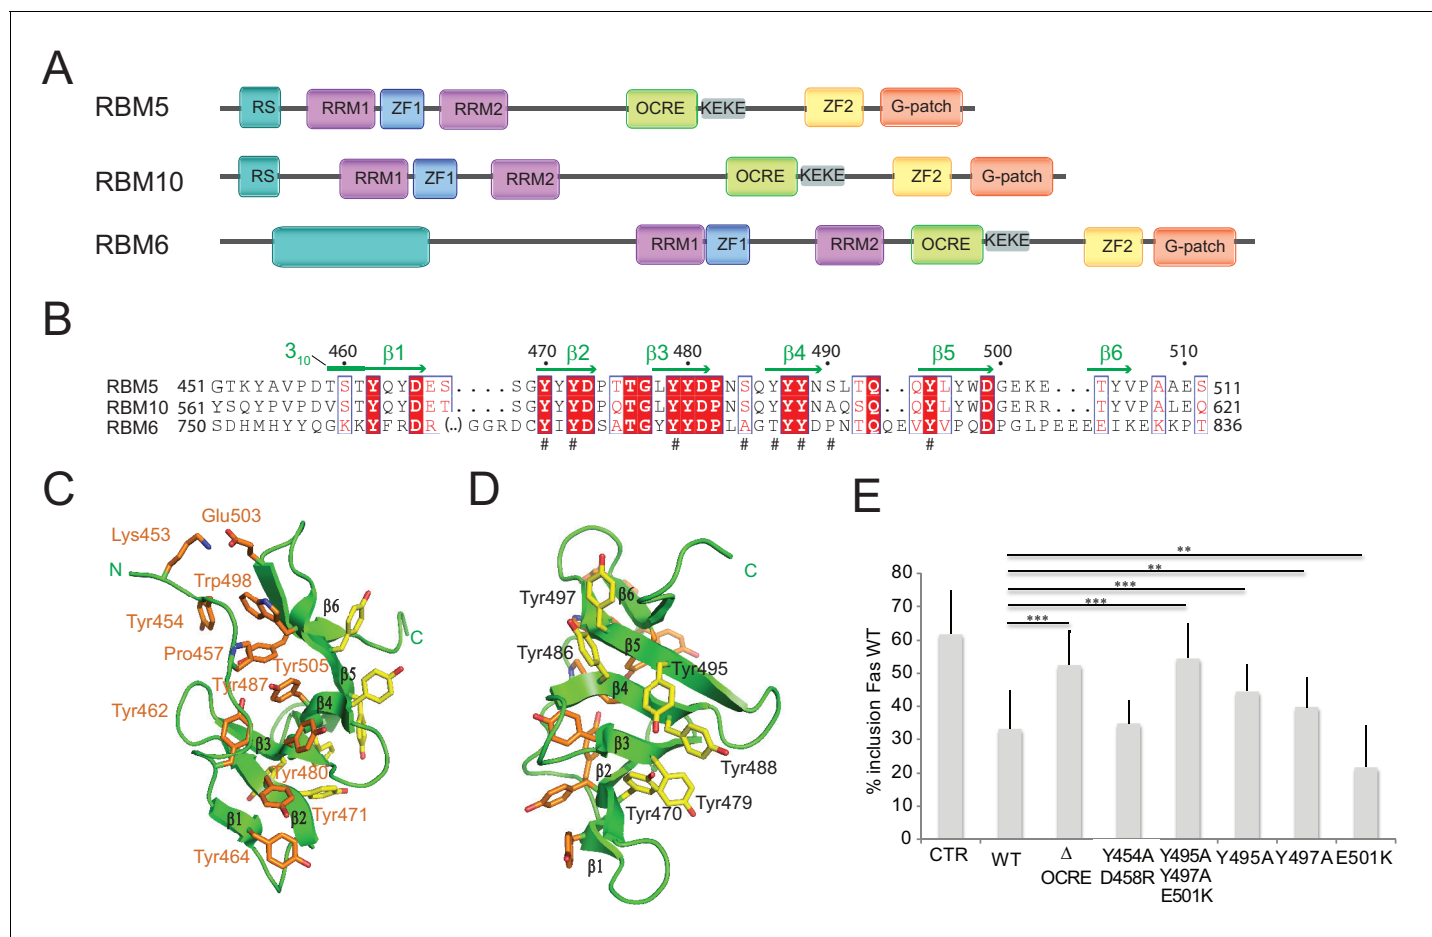 A
RBM5 RS RRM1 ZF1 RRM2 OCRE KEKE ZF2 G-patch
RBM10 RS RRM1 ZF1 RRM2 OCRE KEKE ZF2 G-patch
RBM6 RRM1 ZF1 RRM2 OCRE KEKE ZF2 G-patch
B
3₁₀ 460 β1 470 β2 β3 480 β4 490 β5 500 β6 510
RBM5 451 GTKYAVPDTSTYQYDES....SGYYYDPTTGLYYDPNSQYYYNSLTQ..QYLYWDGEKE...TYVPAAES 511
RBM10 561 YSQYPVPDVSTYQYDET....SGYYYDPQTGLYYDPNSQYYYNAQSQ..QYLYWDGERR...TYVPALEQ 621
RBM6 750 SDHMHYYQGKKYFRDR(..)GGRDCYIYDSATGYYYDPLAGTYYDPNTQQEVYVPQDPGLPEEEEIKEKKPT 836
# # # # # # # #
C
Lys453 Glu503
N
Trp498
Tyr454
β6
Pro457
C
Tyr505
β5
Tyr487
β4
Tyr462
β3
Tyr480
β1 β2 Tyr471
Tyr464
D
C
Tyr497 β6
Tyr486 β5
Tyr495
β4
β3
β2 Tyr488
Tyr470 Tyr479
β1
E
**
**
***
***
***
% inclusion Fas WT
80
70
60
50
40
30
20
10
0
CTR WT Δ OCRE Y454A D458R Y495A Y497A E501K Y495A Y497A E501K